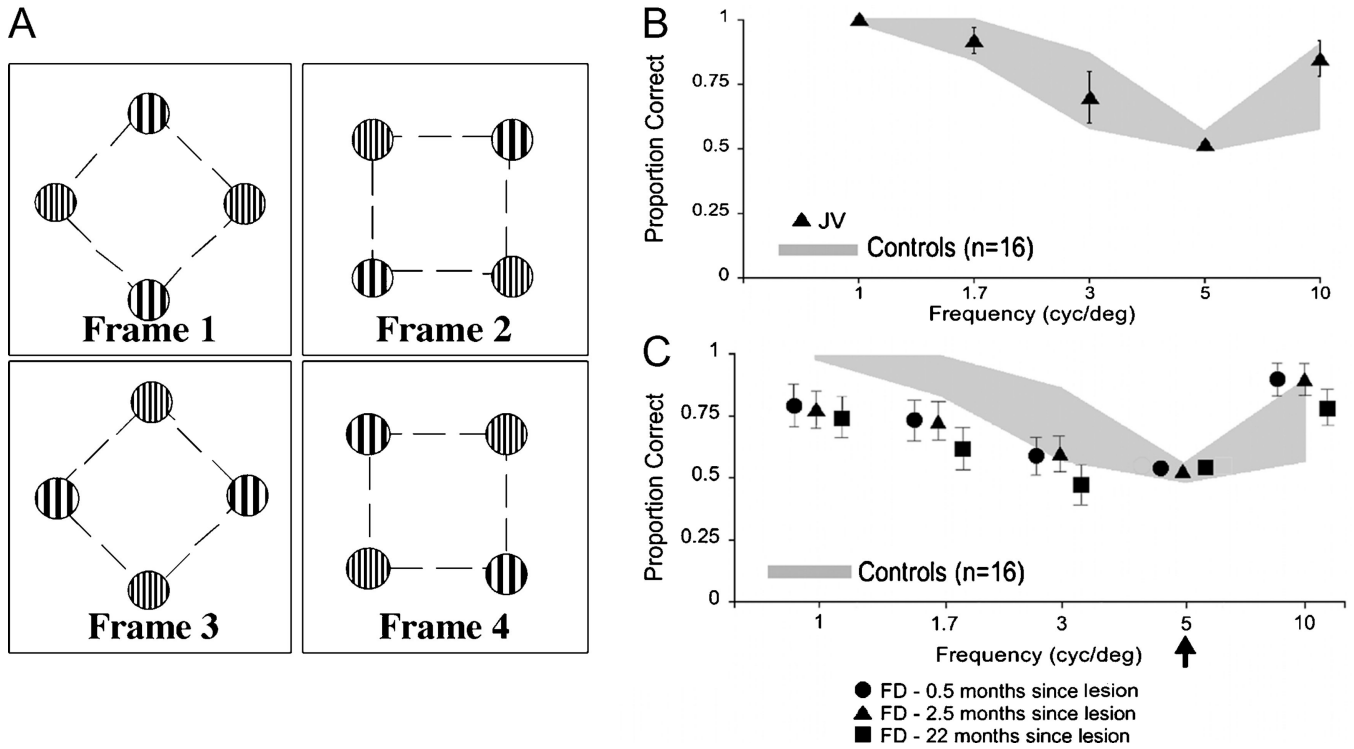 A
Frame 1
Frame 2
Frame 3
Frame 4
B
Proportion Correct
1
0.75
0.5
0.25
0
JV
Controls (n=16)
1 1.7 3 5 10
Frequency (cyc/deg)
C
Proportion Correct
1
0.75
0.5
0.25
0
Controls (n=16)
1 1.7 3 5 10
Frequency (cyc/deg)
FD - 0.5 months since lesion
FD - 2.5 months since lesion
FD - 22 months since lesion